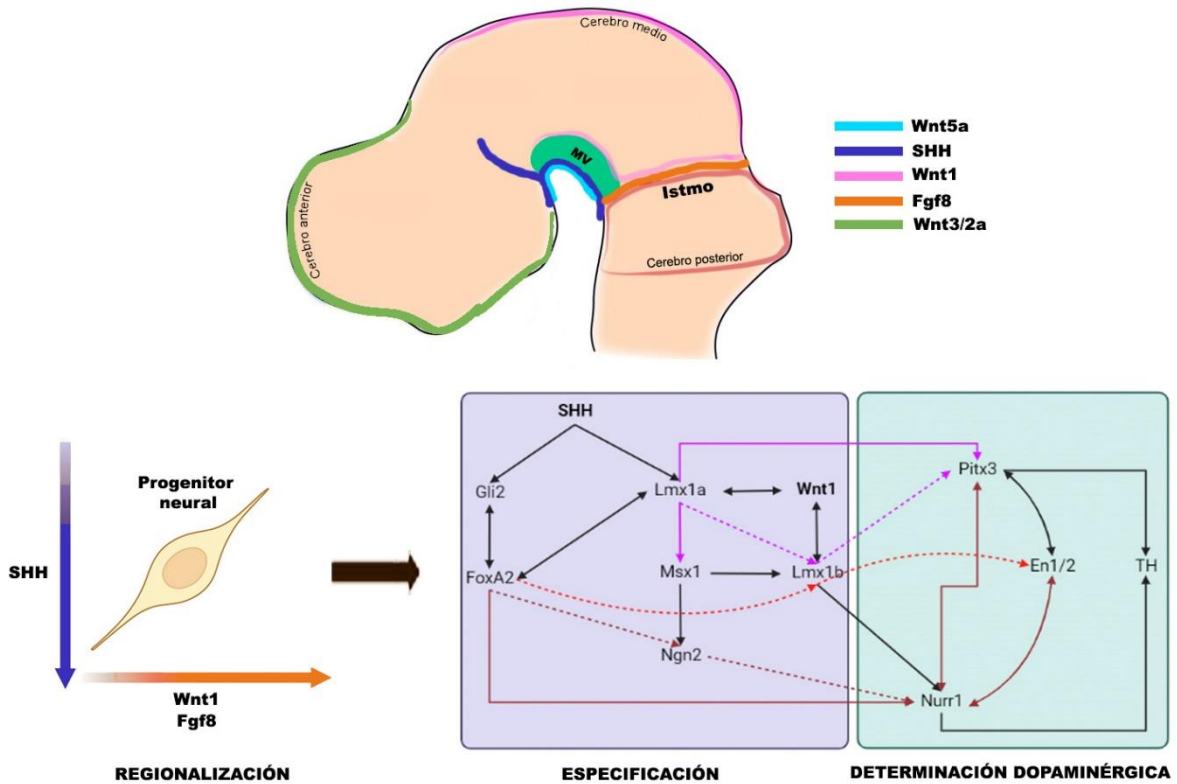 Cerebro medio
Cerebro anterior
MV
Istmo
Cerebro posterior
Wnt5a
SHH
Wnt1
Fgf8
Wnt3/2a
SHH
Progenitor
neural
Wnt1
Fgf8
REGIONALIZACIÓN
SHH
Gli2
Lmx1a
Wnt1
FoxA2
Msx1
Lmx1b
Ngn2
ESPECIFICACIÓN
Pitx3
En1/2
TH
Nurr1
DETERMINACIÓN DOPAMINÉRGICA